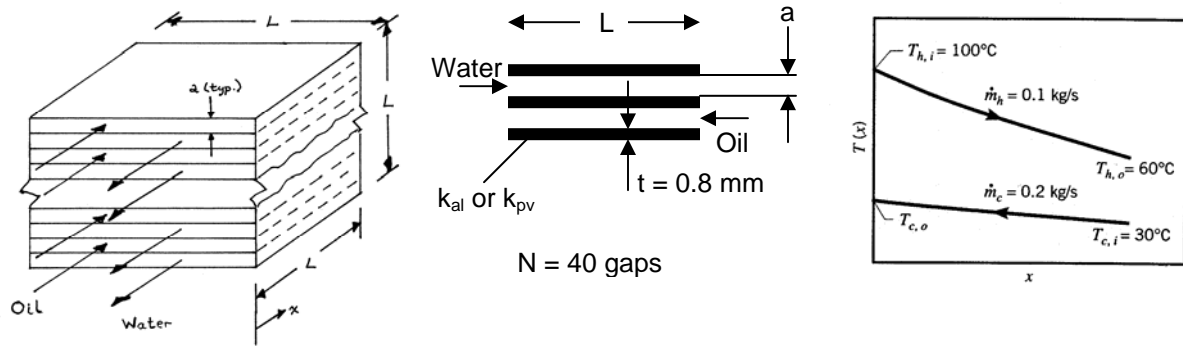 L
a (typ.)
L
Oil
Water
L
x
L
a
Water
Oil
t = 0.8 mm
k_al or k_pv
N = 40 gaps
T_h,i = 100°C
ṁ_h = 0.1 kg/s
T(x)
T_h,o = 60°C
ṁ_c = 0.2 kg/s
T_c,o
T_c,i = 30°C
x